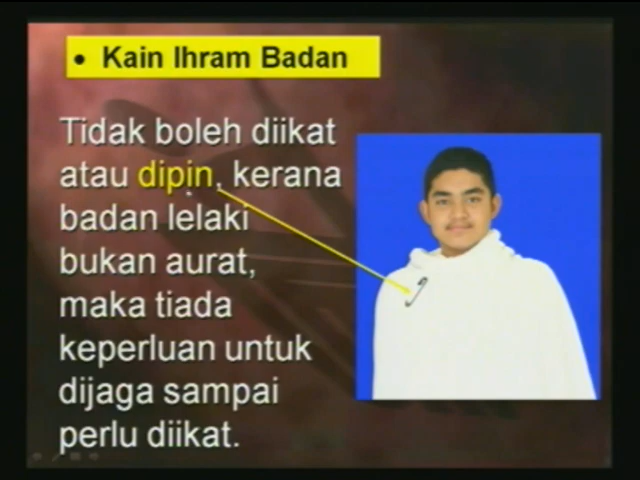 • Kain Ihram Badan
Tidak boleh diikat
atau dipin, kerana
badan lelaki
bukan aurat,
maka tiada
keperluan untuk
dijaga sampai
perlu diikat.